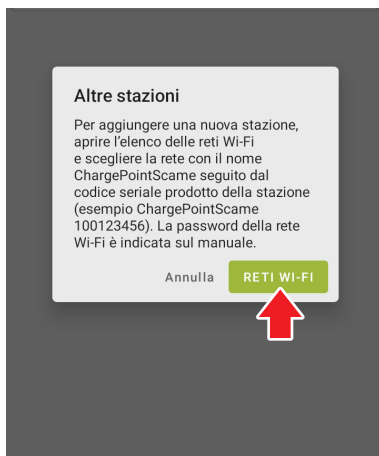 Altre stazioni
Per aggiungere una nuova stazione,
aprire l'elenco delle reti Wi-Fi
e scegliere la rete con il nome
ChargePointScame seguito dal
codice seriale prodotto della stazione
(esempio ChargePointScame
100123456). La password della rete
Wi-Fi è indicata sul manuale.
Annulla RETI WI-FI